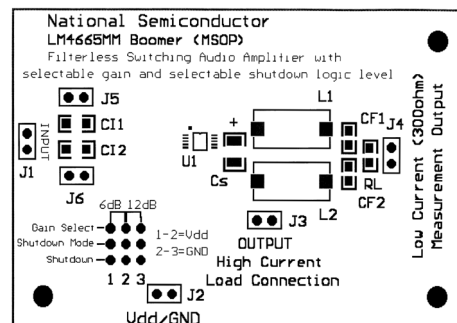 National Semiconductor
LM4665MM Boomer (MSOP)
Filterless Switching Audio Amplifier with
selectable gain and selectable shutdown logic level
J5
L1
CF1
J4
CI1
+
INPUT
U1
CI2
J1
Cs
RL
J6
CF2
L2
6dB 12dB
J3
Gain Select
1-2=Vdd
OUTPUT
Shutdown Mode
2-3=GND
High Current
Shutdown
Load Connection
1 2 3
J2
Vdd/GND
Low Current (300ohm)
Measurement Output